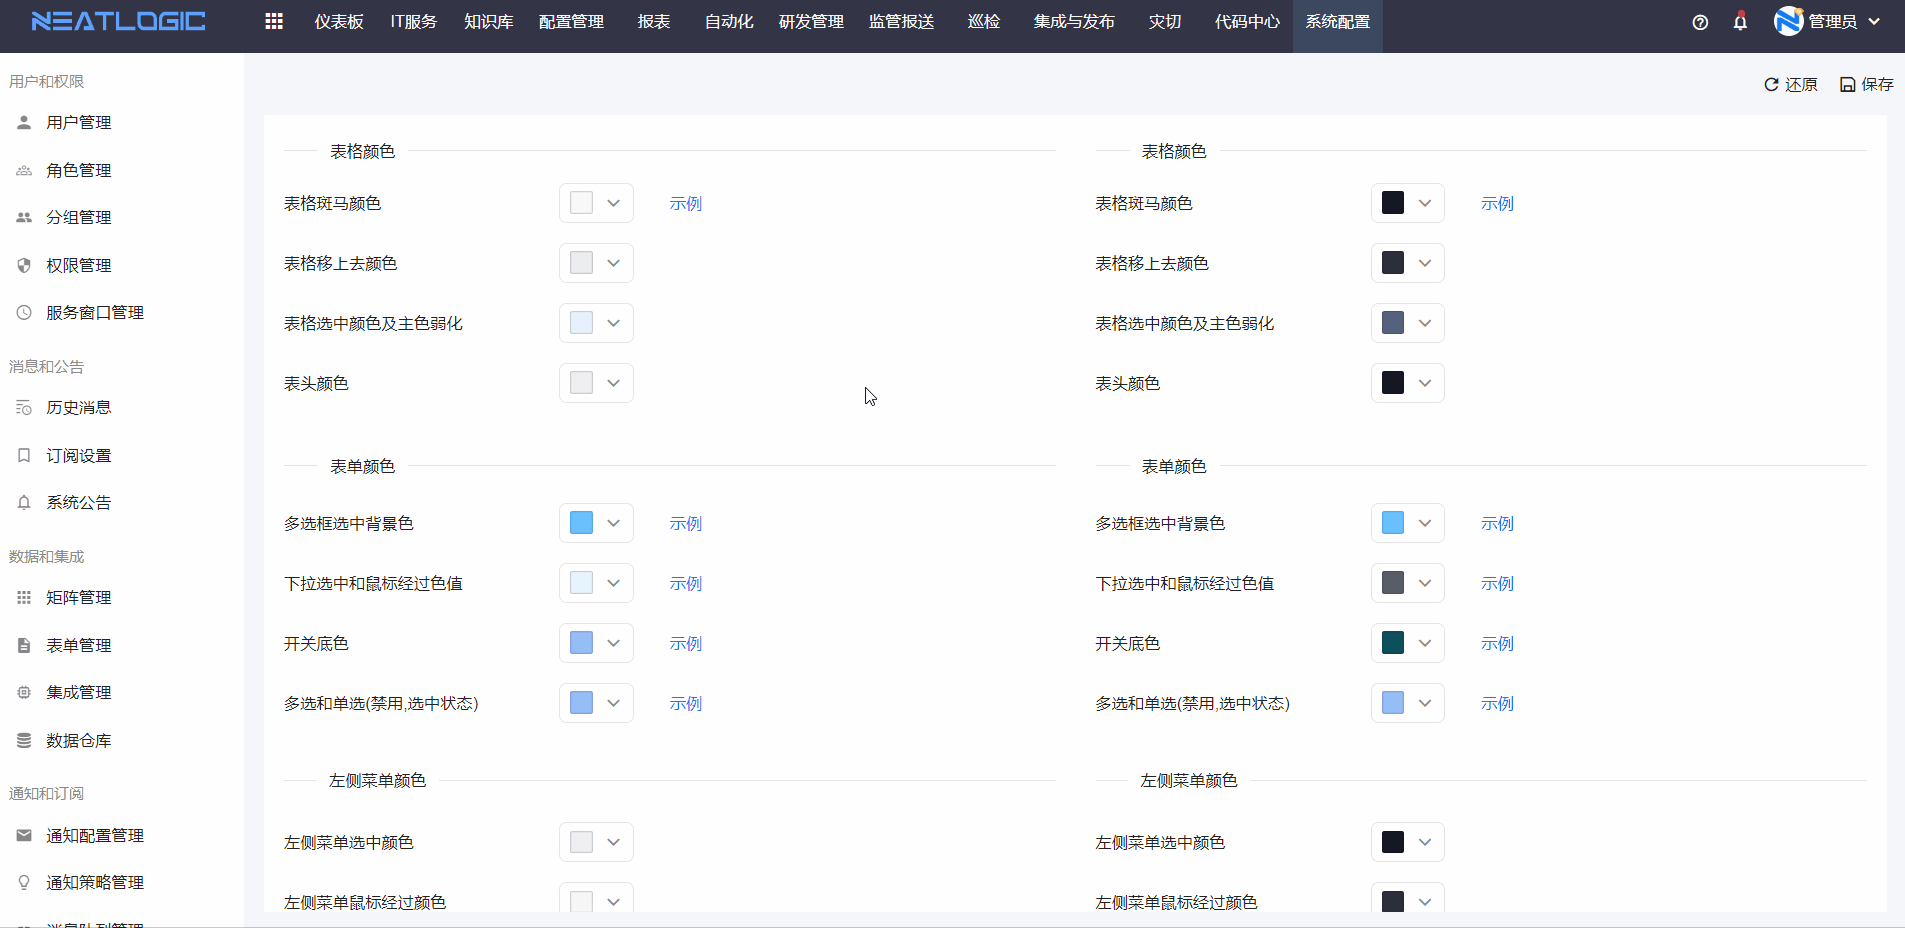 NEATLOGIC
仪表板 IT服务 知识库 配置管理 报表 自动化 研发管理 监管报送 巡检 集成与发布 灾切 代码中心 系统配置 管理员
还原 保存
用户和权限
用户管理
角色管理
分组管理
权限管理
服务窗口管理
消息和公告
历史消息
订阅设置
系统公告
数据和集成
矩阵管理
表单管理
集成管理
数据仓库
通知和订阅
通知配置管理
通知策略管理
消息队列管理
表格颜色
表格斑马颜色 示例
表格移上去颜色
表格选中颜色及主色弱化
表头颜色
表单颜色
多选框选中背景色 示例
下拉选中和鼠标经过色值 示例
开关底色 示例
多选和单选(禁用,选中状态) 示例
左侧菜单颜色
左侧菜单选中颜色
左侧菜单鼠标经过颜色
表格颜色
表格斑马颜色 示例
表格移上去颜色
表格选中颜色及主色弱化
表头颜色
表单颜色
多选框选中背景色 示例
下拉选中和鼠标经过色值 示例
开关底色 示例
多选和单选(禁用,选中状态) 示例
左侧菜单颜色
左侧菜单选中颜色
左侧菜单鼠标经过颜色